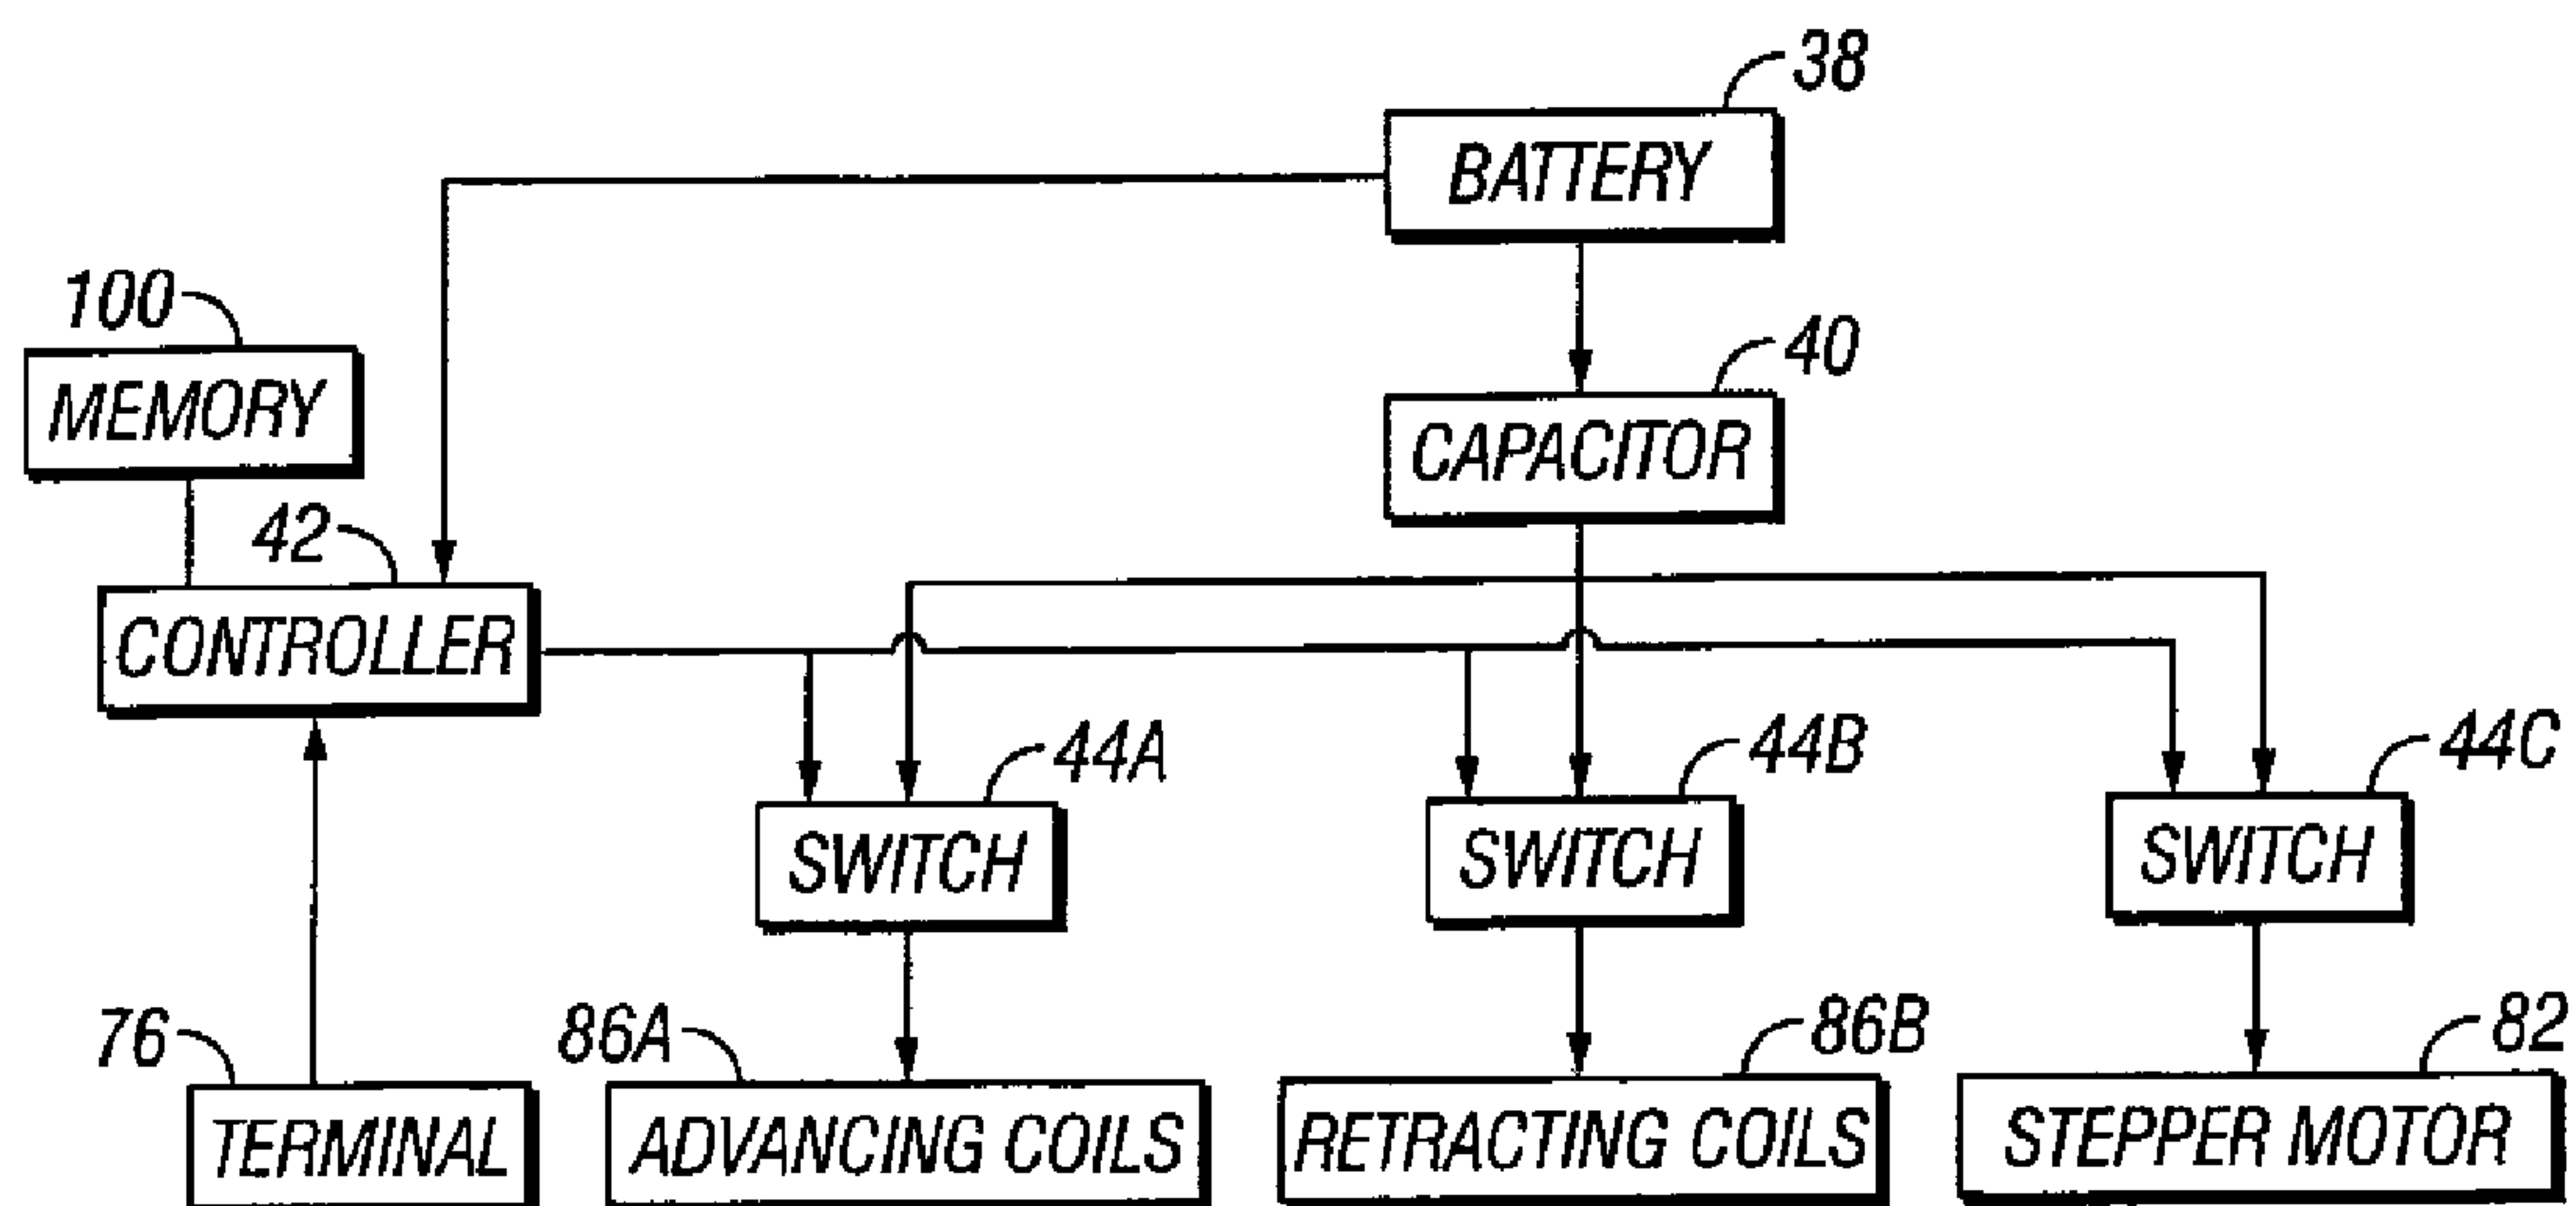 38
BATTERY
100
MEMORY
40
CAPACITOR
42
CONTROLLER
44A
SWITCH
44B
SWITCH
44C
SWITCH
76
TERMINAL
86A
ADVANCING COILS
86B
RETRACTING COILS
82
STEPPER MOTOR